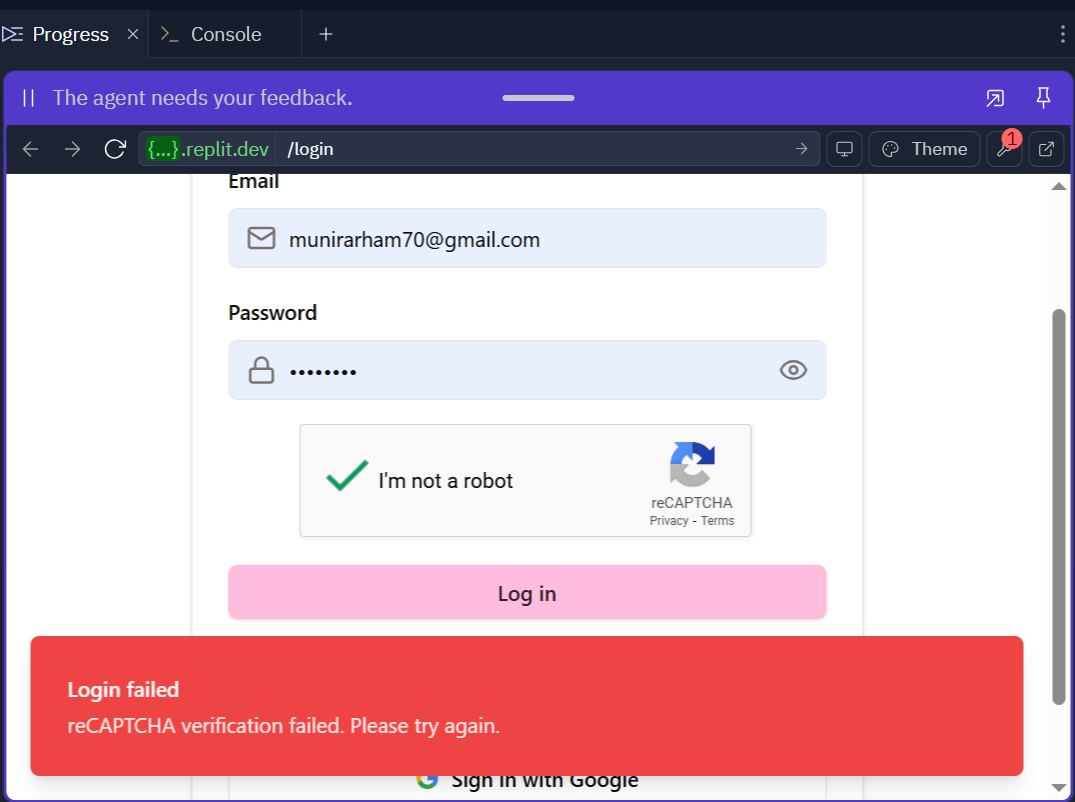 Progress
Console
The agent needs your feedback.
{...}.replit.dev /login
Theme
1
Email
munirarham70@gmail.com
Password
••••••••
I'm not a robot
reCAPTCHA
Privacy - Terms
Log in
Login failed
reCAPTCHA verification failed. Please try again.
Sign in with Google